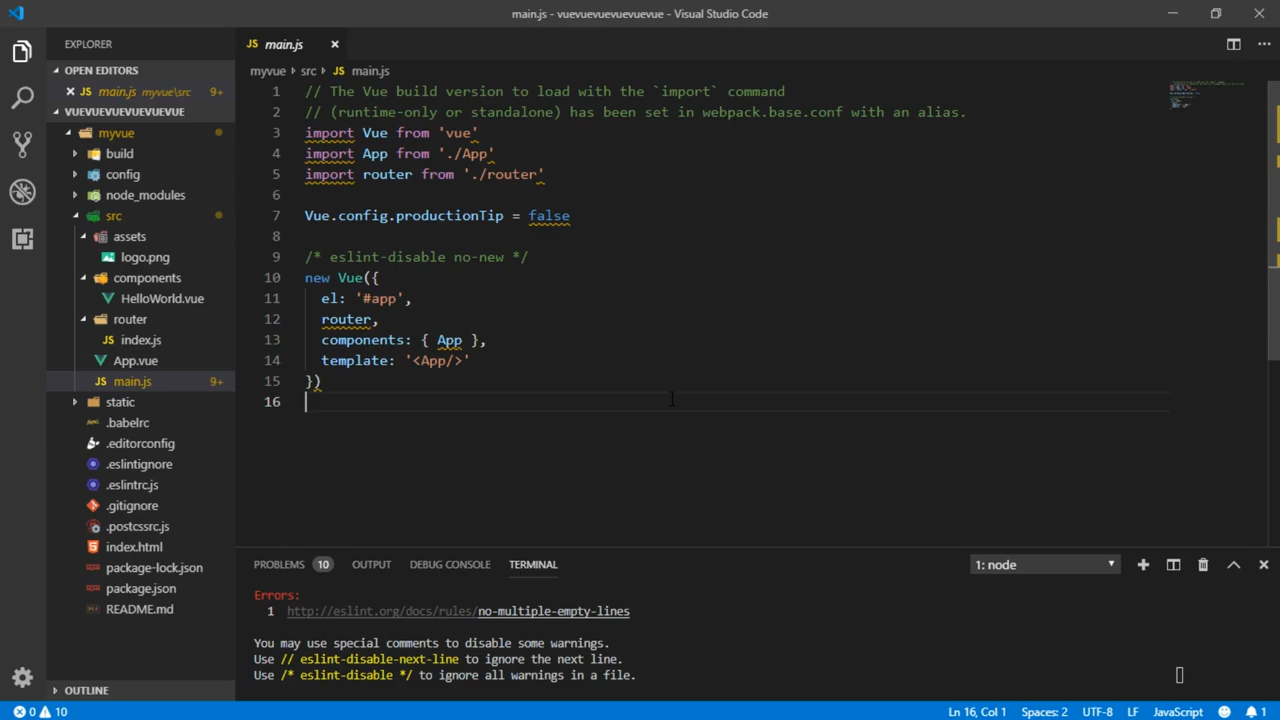 main.js - vuevuevuevuevuevue - Visual Studio Code
EXPLORER
OPEN EDITORS
main.js myvue\src 9+
VUEVUEVUEVUEVUEVUE
myvue
build
config
node_modules
src
assets
logo.png
components
HelloWorld.vue
router
JS index.js
App.vue
JS main.js 9+
static
.babelrc
.editorconfig
.eslintignore
.eslintrc.js
.gitignore
.postcssrc.js
index.html
package-lock.json
package.json
README.md
OUTLINE
JS main.js
myvue › src › JS main.js
1 // The Vue build version to load with the `import` command
2 // (runtime-only or standalone) has been set in webpack.base.conf with an alias.
3 import Vue from 'vue'
4 import App from './App'
5 import router from './router'
6
7 Vue.config.productionTip = false
8
9 /* eslint-disable no-new */
10 new Vue({
11   el: '#app',
12   router,
13   components: { App },
14   template: '<App/>'
15 })
16
PROBLEMS 10 OUTPUT DEBUG CONSOLE TERMINAL 1: node
Errors:
1 http://eslint.org/docs/rules/no-multiple-empty-lines
You may use special comments to disable some warnings.
Use // eslint-disable-next-line to ignore the next line.
Use /* eslint-disable */ to ignore all warnings in a file.
0 10 Ln 16, Col 1 Spaces: 2 UTF-8 LF JavaScript 1